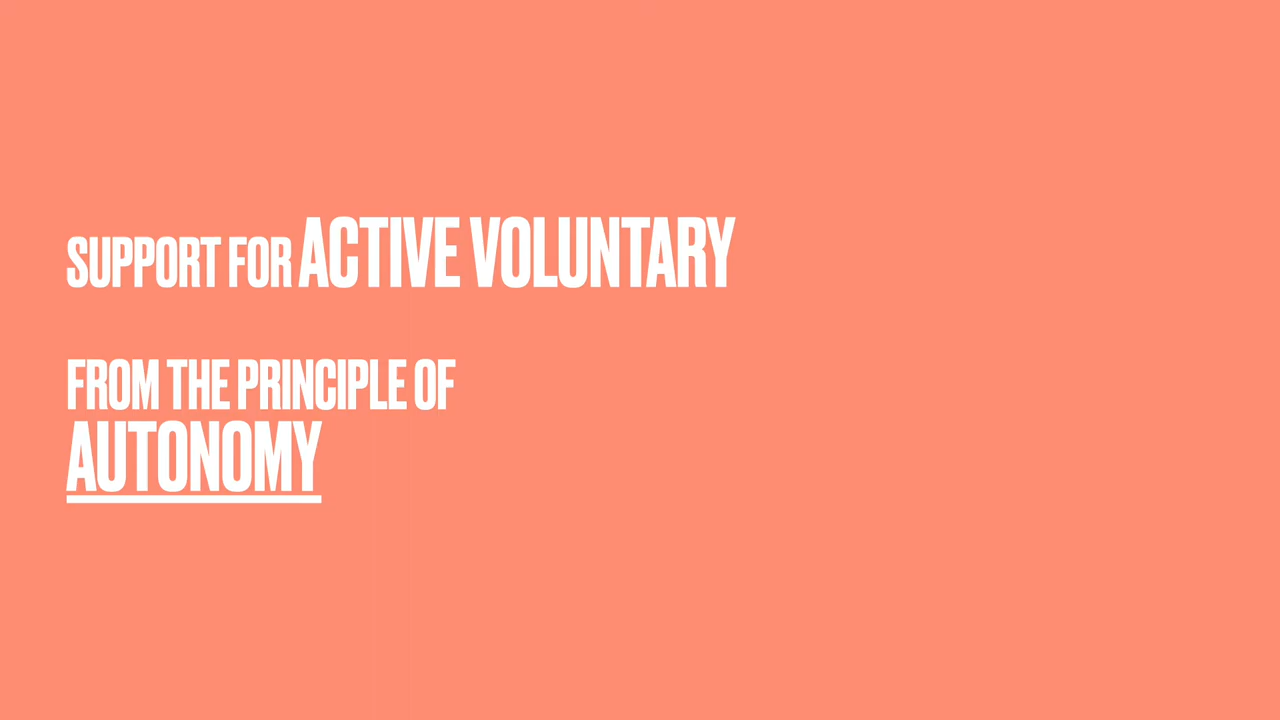 SUPPORT FOR ACTIVE VOLUNTARY
FROM THE PRINCIPLE OF
AUTONOMY